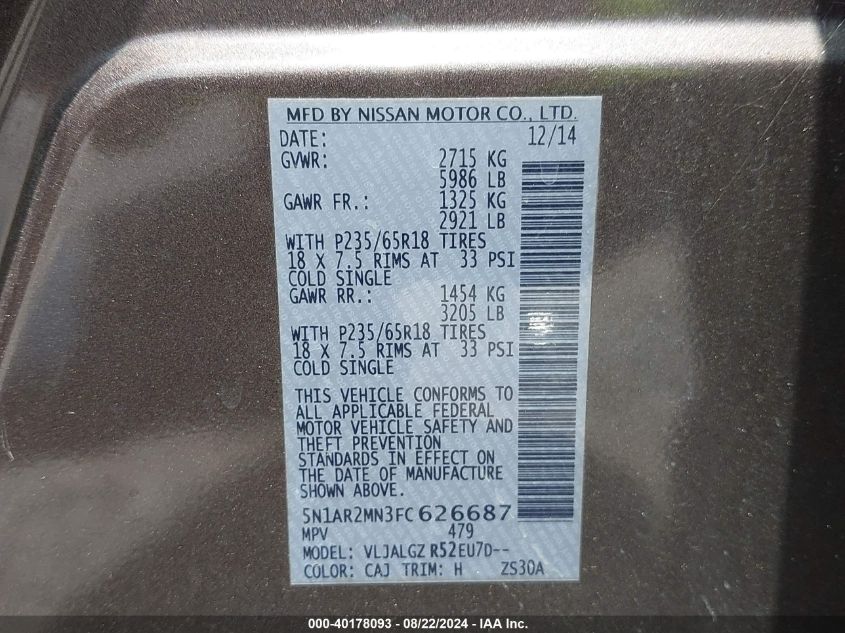 MFD BY NISSAN MOTOR CO., LTD.
DATE: 12/14
GVWR: 2715 KG
5986 LB
GAWR FR.: 1325 KG
2921 LB
WITH P235/65R18 TIRES
18 X 7.5 RIMS AT 33 PSI
COLD SINGLE
GAWR RR.: 1454 KG
3205 LB
WITH P235/65R18 TIRES
18 X 7.5 RIMS AT 33 PSI
COLD SINGLE
THIS VEHICLE CONFORMS TO
ALL APPLICABLE FEDERAL
MOTOR VEHICLE SAFETY AND
THEFT PREVENTION
STANDARDS IN EFFECT ON
THE DATE OF MANUFACTURE
SHOWN ABOVE.
5N1AR2MN3FC626687
MPV 479
MODEL: VLJALGZ R52EU7D--
COLOR: CAJ TRIM: H ZS30A
000-40178093 - 08/22/2024 - IAA, Inc.